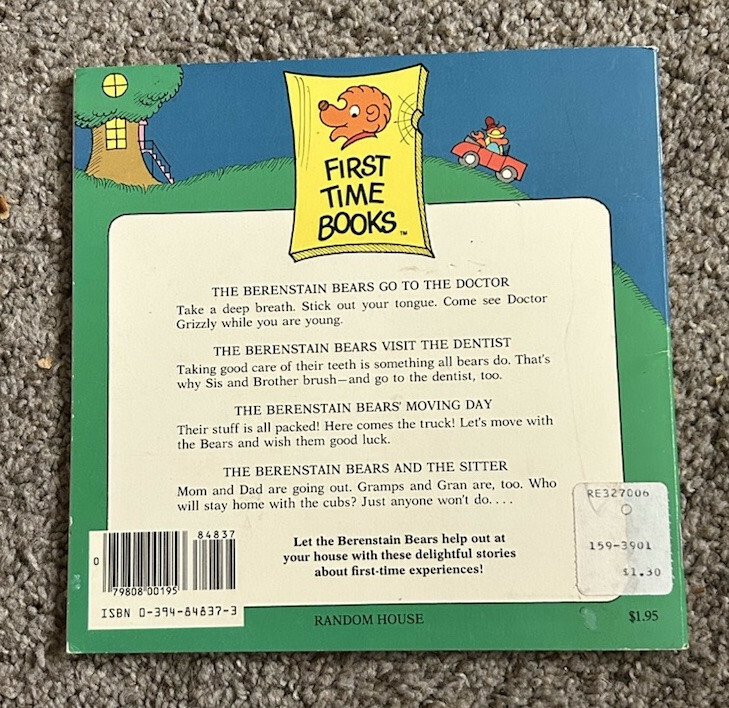 FIRST
TIME
BOOKS™
THE BERENSTAIN BEARS GO TO THE DOCTOR
Take a deep breath. Stick out your tongue. Come see Doctor
Grizzly while you are young.
THE BERENSTAIN BEARS VISIT THE DENTIST
Taking good care of their teeth is something all bears do. That's
why Sis and Brother brush—and go to the dentist, too.
THE BERENSTAIN BEARS' MOVING DAY
Their stuff is all packed! Here comes the truck! Let's move with
the Bears and wish them good luck.
THE BERENSTAIN BEARS AND THE SITTER
Mom and Dad are going out. Gramps and Gran are, too. Who
will stay home with the cubs? Just anyone won't do. . . .
Let the Berenstain Bears help out at
your house with these delightful stories
about first-time experiences!
RE327006
159-3901
$1.30
84837
0
79808 00195
ISBN 0-394-84837-3
RANDOM HOUSE
$1.95